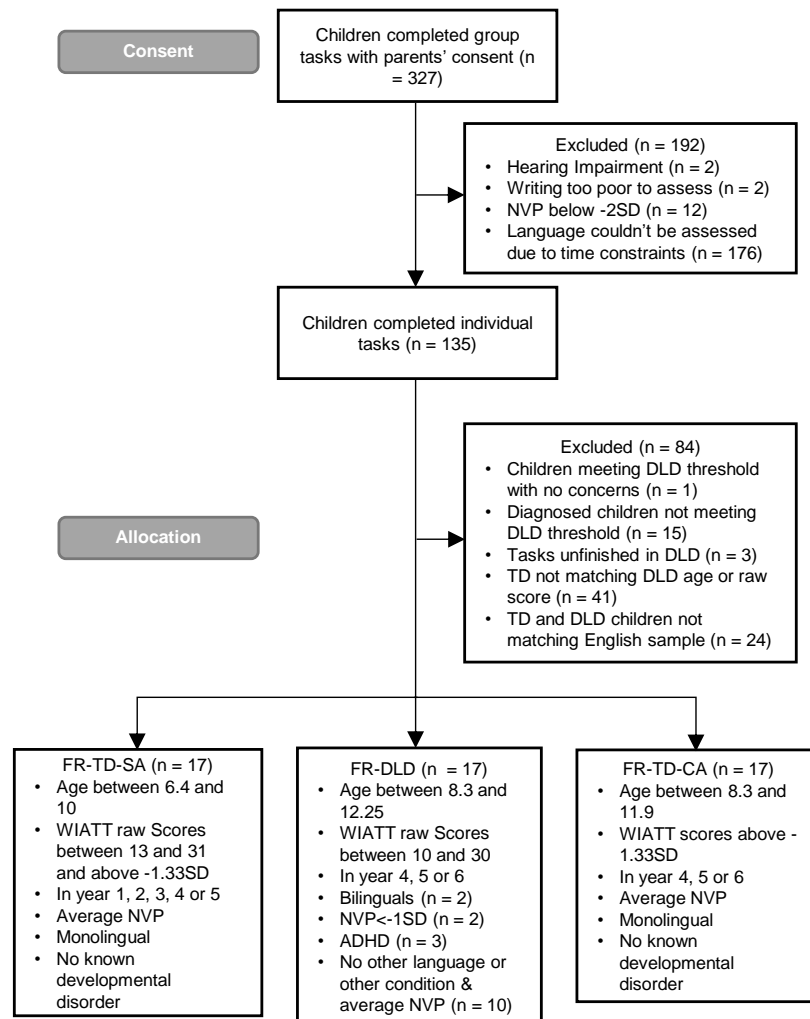 Consent
Children completed group
tasks with parents’ consent (n
= 327)
Excluded (n = 192)
• Hearing Impairment (n = 2)
• Writing too poor to assess (n = 2)
• NVP below -2SD (n = 12)
• Language couldn’t be assessed
due to time constraints (n = 176)
Children completed individual
tasks (n = 135)
Excluded (n = 84)
• Children meeting DLD threshold
with no concerns (n = 1)
• Diagnosed children not meeting
DLD threshold (n = 15)
• Tasks unfinished in DLD (n = 3)
• TD not matching DLD age or raw
score (n = 41)
• TD and DLD children not
matching English sample (n = 24)
Allocation
FR-TD-SA (n = 17)
• Age between 6.4 and
10
• WIATT raw Scores
between 13 and 31
and above -1.33SD
• In year 1, 2, 3, 4 or 5
• Average NVP
• Monolingual
• No known
developmental
disorder
FR-DLD (n = 17)
• Age between 8.3 and
12.25
• WIATT raw Scores
between 10 and 30
• In year 4, 5 or 6
• Bilinguals (n = 2)
• NVP<-1SD (n = 2)
• ADHD (n = 3)
• No other language or
other condition &
average NVP (n = 10)
FR-TD-CA (n = 17)
• Age between 8.3 and
11.9
• WIATT scores above -
1.33SD
• In year 4, 5 or 6
• Average NVP
• Monolingual
• No known
developmental
disorder